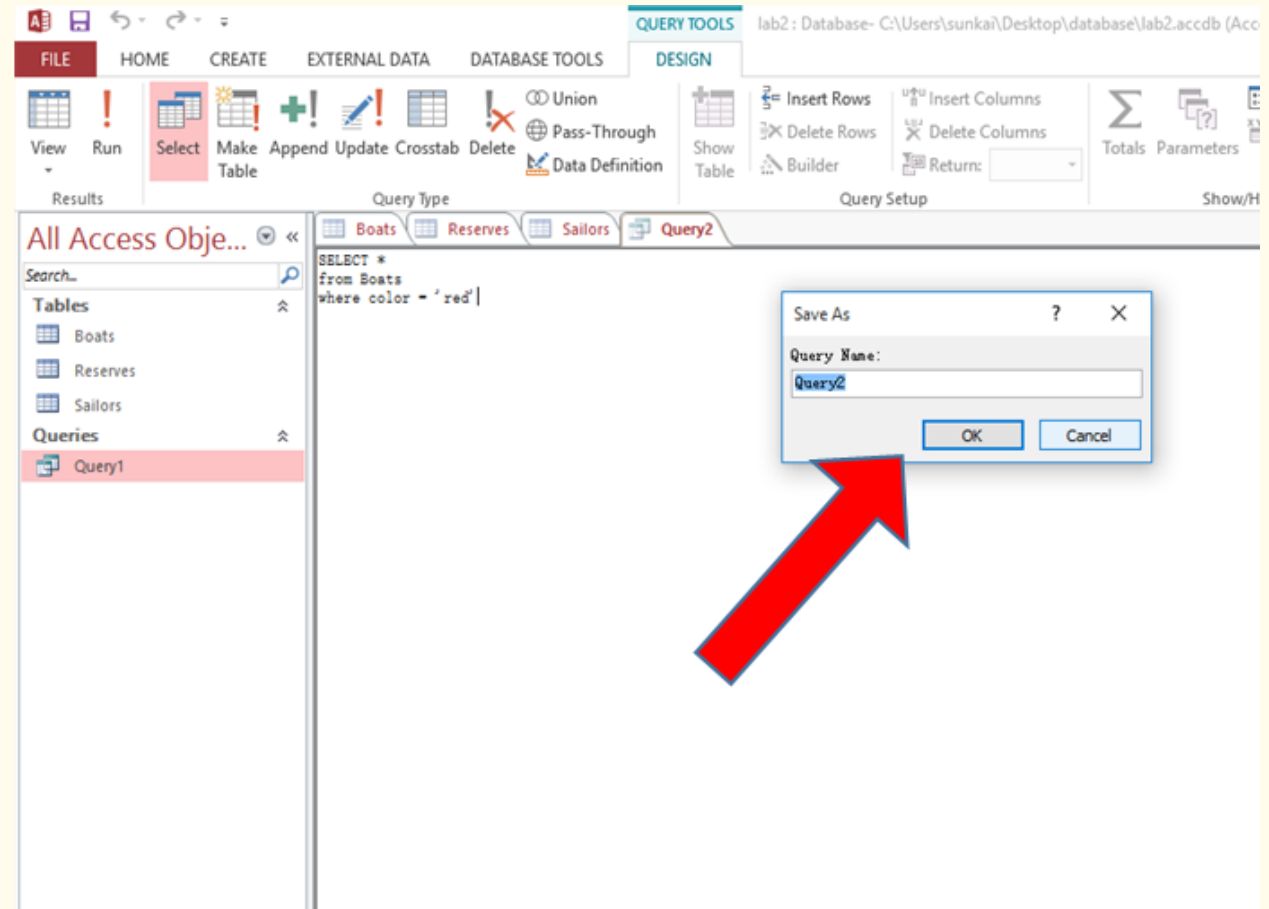 QUERY TOOLS lab2 : Database- C:\Users\sunkai\Desktop\database\lab2.accdb (Acc
FILE HOME CREATE EXTERNAL DATA DATABASE TOOLS DESIGN
View Run Select Make Table Append Update Crosstab Delete
Union
Pass-Through
Data Definition
Show Table
Insert Rows
Delete Rows
Builder
Insert Columns
Delete Columns
Return:
Totals Parameters
Results Query Type Query Setup Show/H
All Access Obje...
Search...
Tables
Boats
Reserves
Sailors
Queries
Query1
Boats Reserves Sailors Query2
SELECT *
from Boats
where color = 'red'
Save As ? X
Query Name:
Query2
OK Cancel